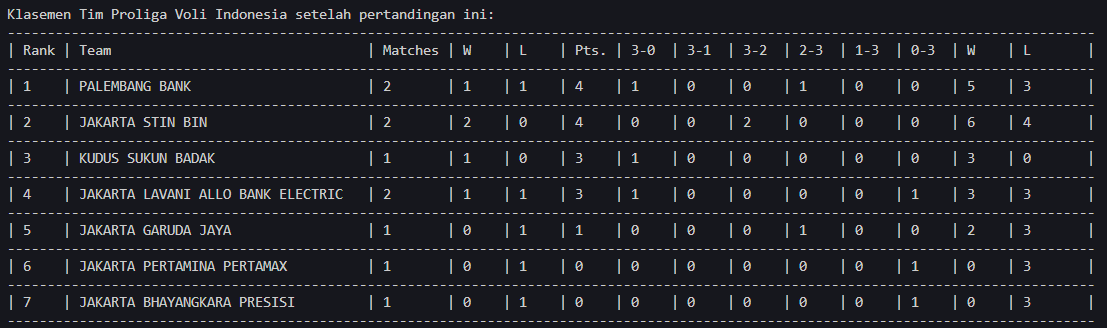 Klasemen Tim Proliga Voli Indonesia setelah pertandingan ini:
| Rank | Team | Matches | W | L | Pts. | 3-0 | 3-1 | 3-2 | 2-3 | 1-3 | 0-3 | W | L |
| 1 | PALEMBANG BANK | 2 | 1 | 1 | 4 | 1 | 0 | 0 | 1 | 0 | 0 | 5 | 3 |
| 2 | JAKARTA STIN BIN | 2 | 2 | 0 | 4 | 0 | 0 | 2 | 0 | 0 | 0 | 6 | 4 |
| 3 | KUDUS SUKUN BADAK | 1 | 1 | 0 | 3 | 1 | 0 | 0 | 0 | 0 | 0 | 3 | 0 |
| 4 | JAKARTA LAVANI ALLO BANK ELECTRIC | 2 | 1 | 1 | 3 | 1 | 0 | 0 | 0 | 0 | 1 | 3 | 3 |
| 5 | JAKARTA GARUDA JAYA | 1 | 0 | 1 | 1 | 0 | 0 | 0 | 1 | 0 | 0 | 2 | 3 |
| 6 | JAKARTA PERTAMINA PERTAMAX | 1 | 0 | 1 | 0 | 0 | 0 | 0 | 0 | 0 | 1 | 0 | 3 |
| 7 | JAKARTA BHAYANGKARA PRESISI | 1 | 0 | 1 | 0 | 0 | 0 | 0 | 0 | 0 | 1 | 0 | 3 |